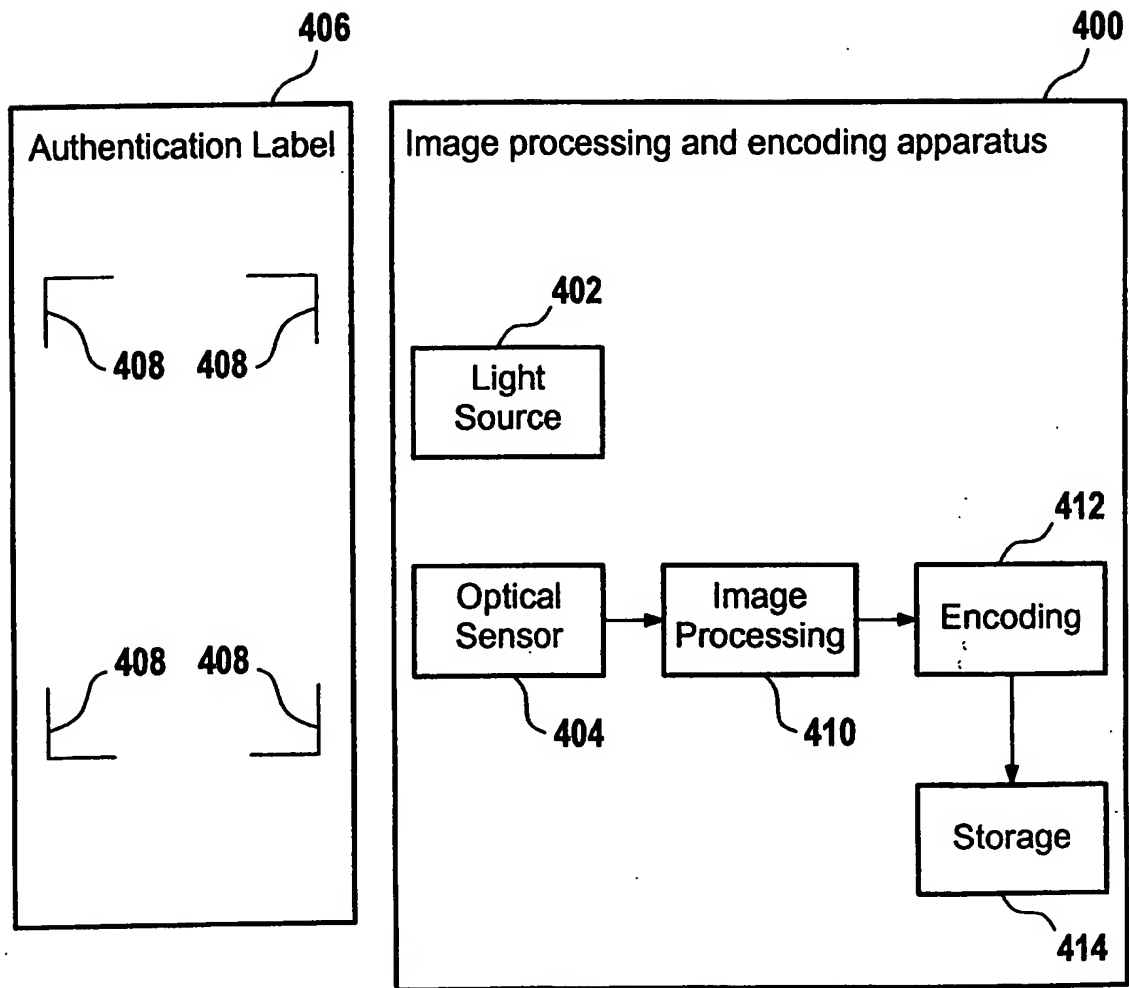 406
400
Authentication Label
Image processing and encoding apparatus
402
408 408
Light
Source
412
Optical
Sensor
Image
Processing
Encoding
408 408
404
410
Storage
414